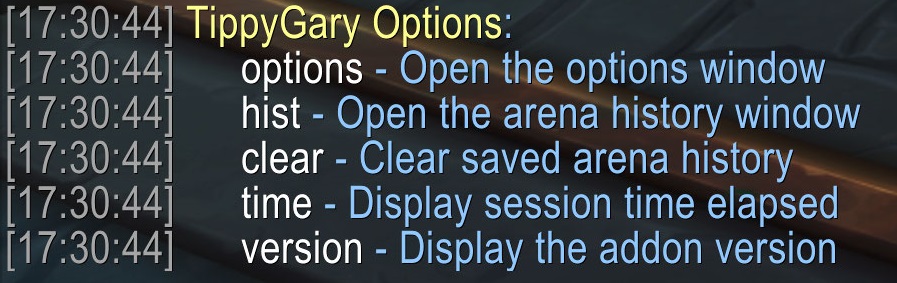 [17:30:44] TippyGary Options:
[17:30:44] options - Open the options window
[17:30:44] hist - Open the arena history window
[17:30:44] clear - Clear saved arena history
[17:30:44] time - Display session time elapsed
[17:30:44] version - Display the addon version